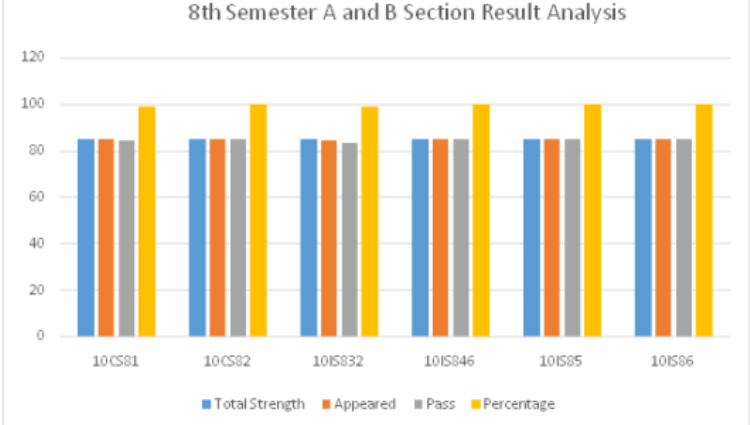 8th Semester A and B Section Result Analysis
120
100
80
60
40
20
0
10CS81 10CS82 10IS832 10IS846 10IS85 10IS86
Total Strength Appeared Pass Percentage